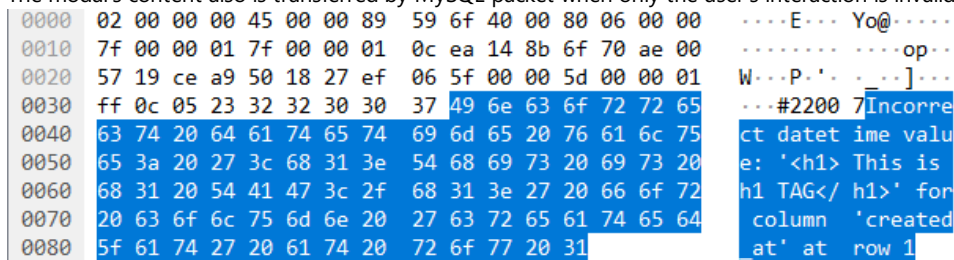 The modal's content also is transferred by MySQL packet when only the user's interaction is invalid
0000 02 00 00 00 45 00 00 89 59 6f 40 00 80 06 00 00 ····E··· Yo@·····
0010 7f 00 00 01 7f 00 00 01 0c ea 14 8b 6f 70 ae 00 ········ ····op··
0020 57 19 ce a9 50 18 27 ef 06 5f 00 00 5d 00 00 01 W···P·'· ·_··]···
0030 ff 0c 05 23 32 32 30 30 37 49 6e 63 6f 72 72 65 ···#2200 7Incorre
0040 63 74 20 64 61 74 65 74 69 6d 65 20 76 61 6c 75 ct datet ime valu
0050 65 3a 20 27 3c 68 31 3e 54 68 69 73 20 69 73 20 e: '<h1> This is
0060 68 31 20 54 41 47 3c 2f 68 31 3e 27 20 66 6f 72 h1 TAG</ h1>' for
0070 20 63 6f 6c 75 6d 6e 20 27 63 72 65 61 74 65 64 column 'created
0080 5f 61 74 27 20 61 74 20 72 6f 77 20 31 _at' at row 1